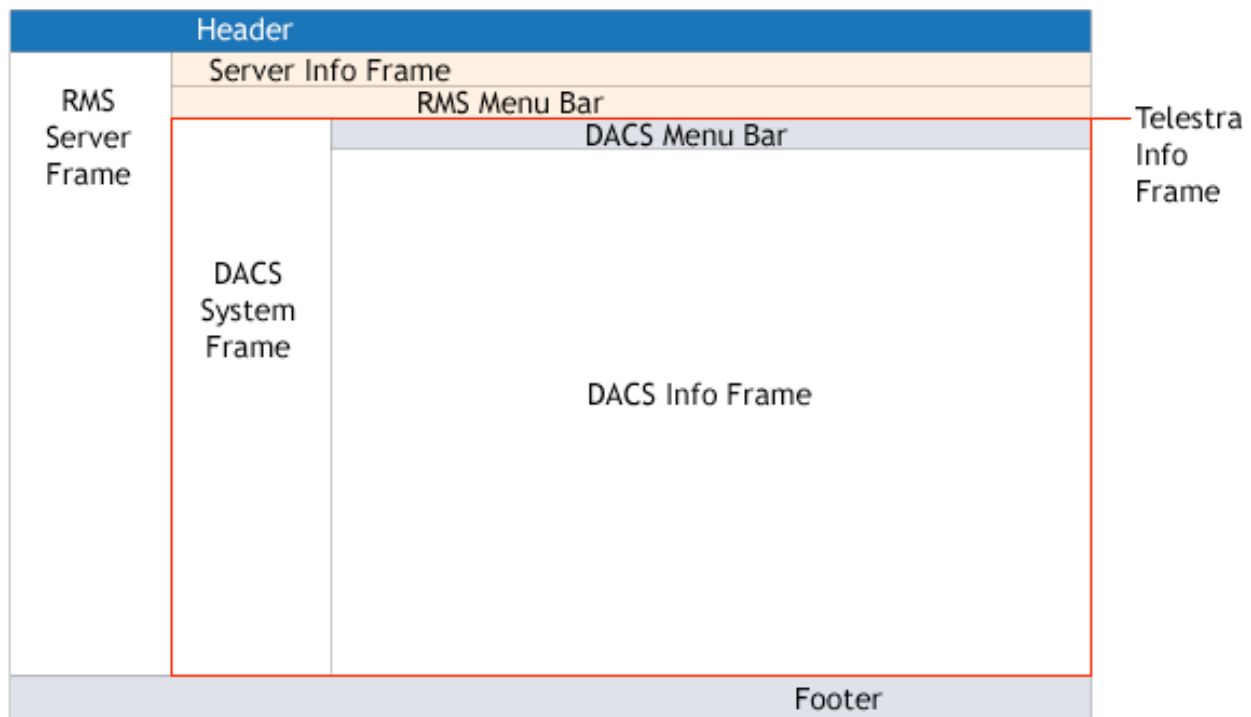 Header
Server Info Frame
RMS Menu Bar
RMS
Server
Frame
DACS Menu Bar
Telestra
Info
Frame
DACS
System
Frame
DACS Info Frame
Footer